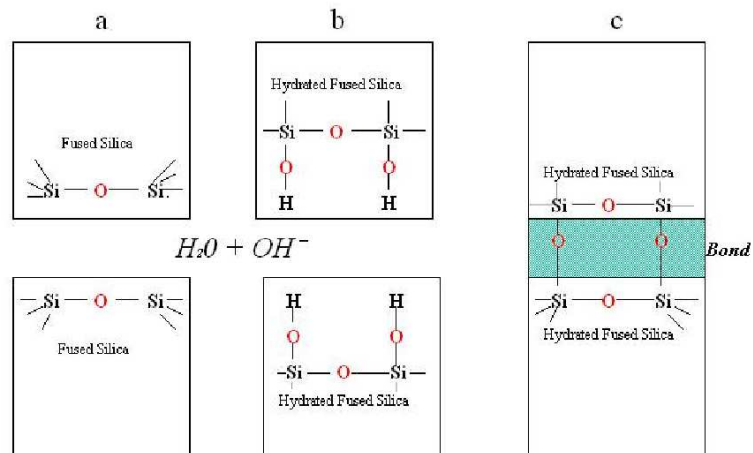 a
Fused Silica
Si O Si
Si O Si
Fused Silica
H₂0 + OH⁻
b
Hydrated Fused Silica
Si O Si
O O
H H
H H
O O
Si O Si
Hydrated Fused Silica
c
Hydrated Fused Silica
Si O Si
O O
Bond
Si O Si
Hydrated Fused Silica